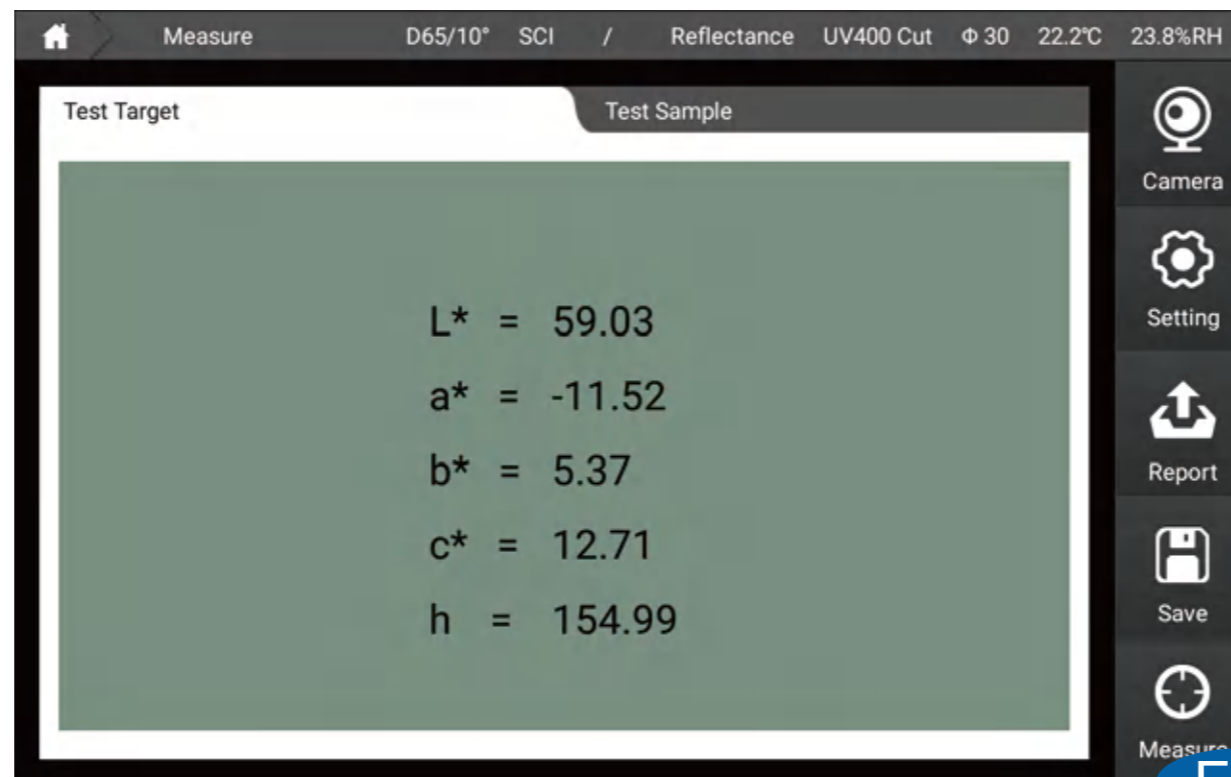 Measure D65/10° SCI / Reflectance UV400 Cut Φ 30 22.2℃ 23.8%RH
Test Target Test Sample
L* = 59.03
a* = -11.52
b* = 5.37
c* = 12.71
h = 154.99
Camera
Setting
Report
Save
Measure